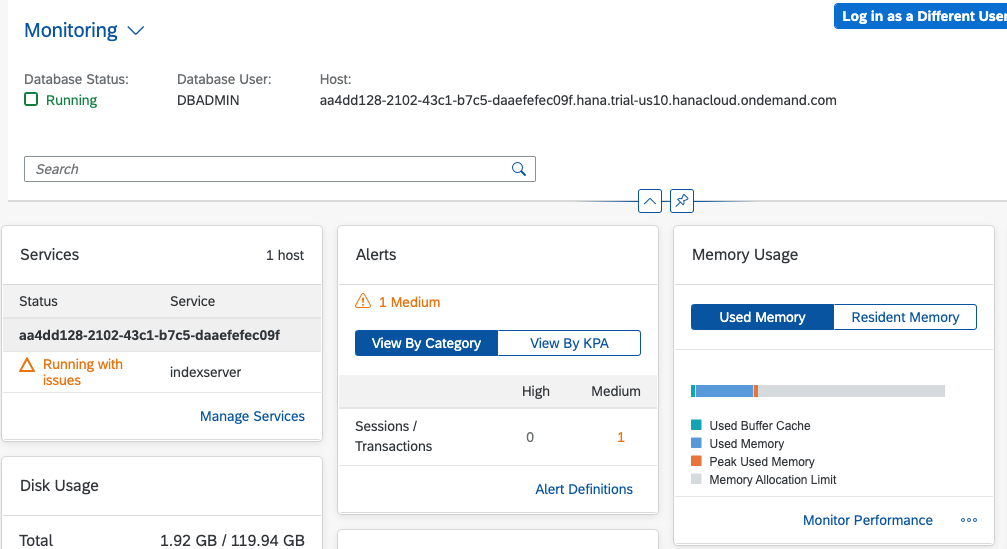 Monitoring
Log in as a Different User
Database Status:
Database User:
Host:
Running
DBADMIN
aa4dd128-2102-43c1-b7c5-daaefefec09f.hana.trial-us10.hanacloud.ondemand.com
Search
Services
1 host
Status
Service
aa4dd128-2102-43c1-b7c5-daaefefec09f
Running with
issues
indexserver
Manage Services
Disk Usage
Total
1.92 GB / 119.94 GB
Alerts
1 Medium
View By Category
View By KPA
High
Medium
Sessions /
Transactions
0
1
Alert Definitions
Memory Usage
Used Memory
Resident Memory
Used Buffer Cache
Used Memory
Peak Used Memory
Memory Allocation Limit
Monitor Performance